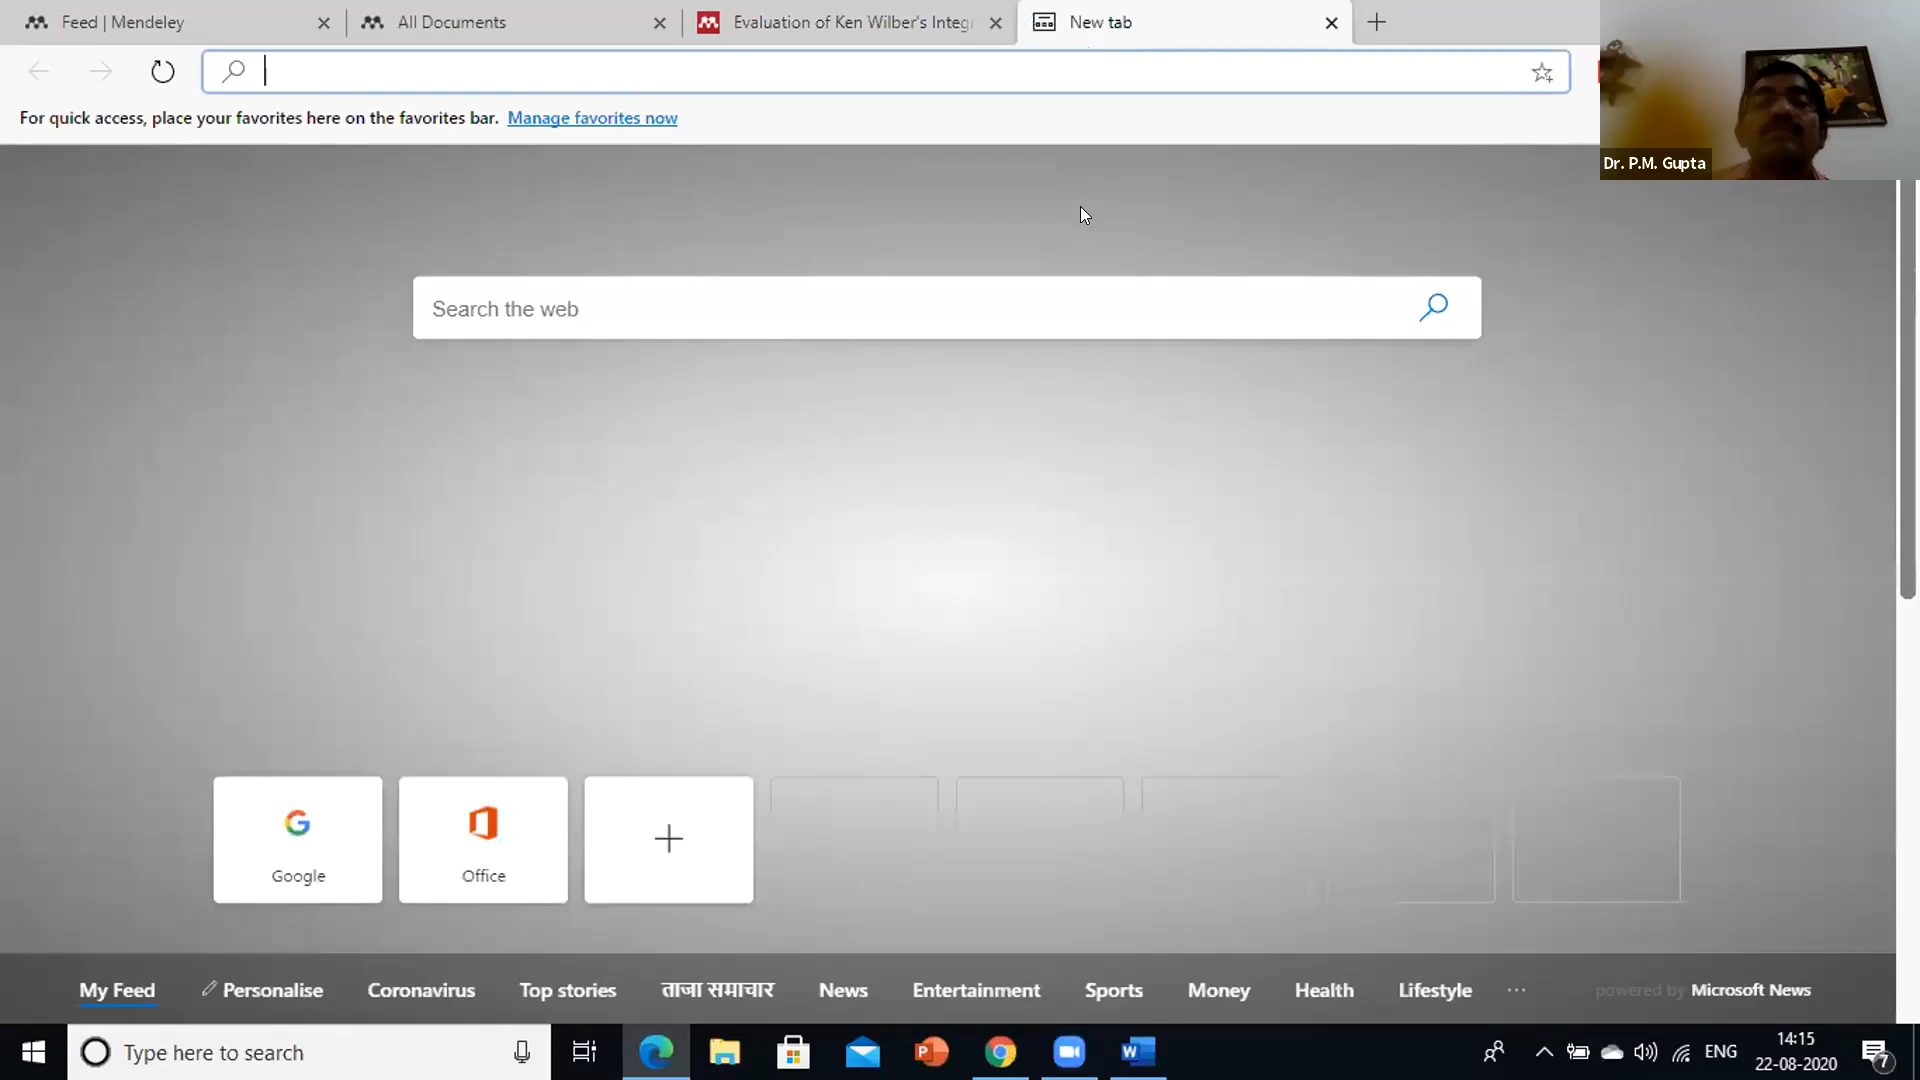 Feed | Mendeley
All Documents
Evaluation of Ken Wilber's Integ
New tab
For quick access, place your favorites here on the favorites bar. Manage favorites now
Dr. P.M. Gupta
Search the web
Google
Office
My Feed
Personalise
Coronavirus
Top stories
ताजा समाचार
News
Entertainment
Sports
Money
Health
Lifestyle
powered by Microsoft News
Type here to search
ENG
14:15
22-08-2020
7